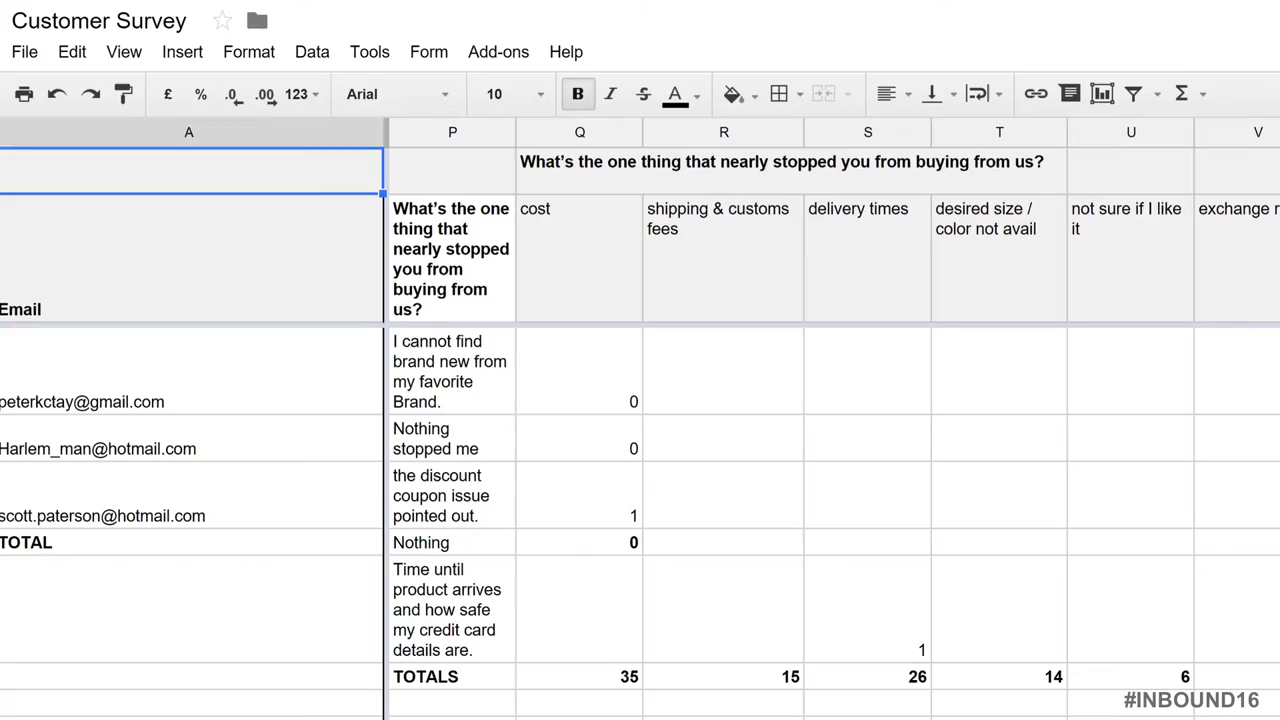 Customer Survey
File Edit View Insert Format Data Tools Form Add-ons Help
£ % .0 .00 123 Arial 10 B I S A Σ
A P Q R S T U V
What’s the one thing that nearly stopped you from buying from us?
Email
What’s the one
thing that
nearly stopped
you from
buying from
us?
cost
shipping & customs
fees
delivery times
desired size /
color not avail
not sure if I like
it
exchange r
peterkctay@gmail.com
I cannot find
brand new from
my favorite
Brand.
0
Harlem_man@hotmail.com
Nothing
stopped me
0
scott.paterson@hotmail.com
the discount
coupon issue
pointed out.
1
TOTAL Nothing 0
Time until
product arrives
and how safe
my credit card
details are.
1
TOTALS 35 15 26 14 6
#INBOUND16